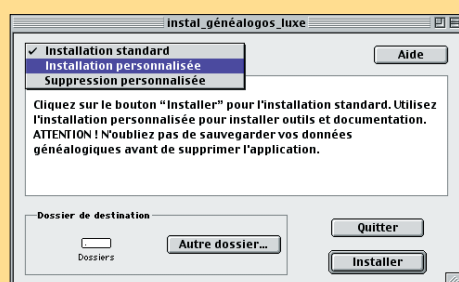 instal_généalogos_luxe
✓ Installation standard
Installation personnalisée
Suppression personnalisée
Aide
Cliquez sur le bouton “Installer” pour l'installation standard. Utilisez
l'installation personnalisée pour installer outils et documentation.
ATTENTION ! N'oubliez pas de sauvegarder vos données
généalogiques avant de supprimer l'application.
Dossier de destination
Dossiers
Autre dossier...
Quitter
Installer